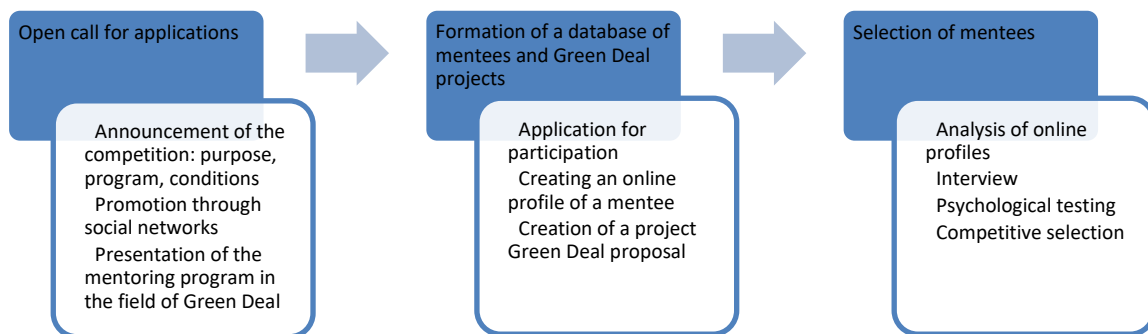 Open call for applications
Announcement of the
competition: purpose,
program, conditions
Promotion through
social networks
Presentation of the
mentoring program in
the field of Green Deal
Formation of a database of
mentees and Green Deal
projects
Application for
participation
Creating an online
profile of a mentee
Creation of a project
Green Deal proposal
Selection of mentees
Analysis of online
profiles
Interview
Psychological testing
Competitive selection